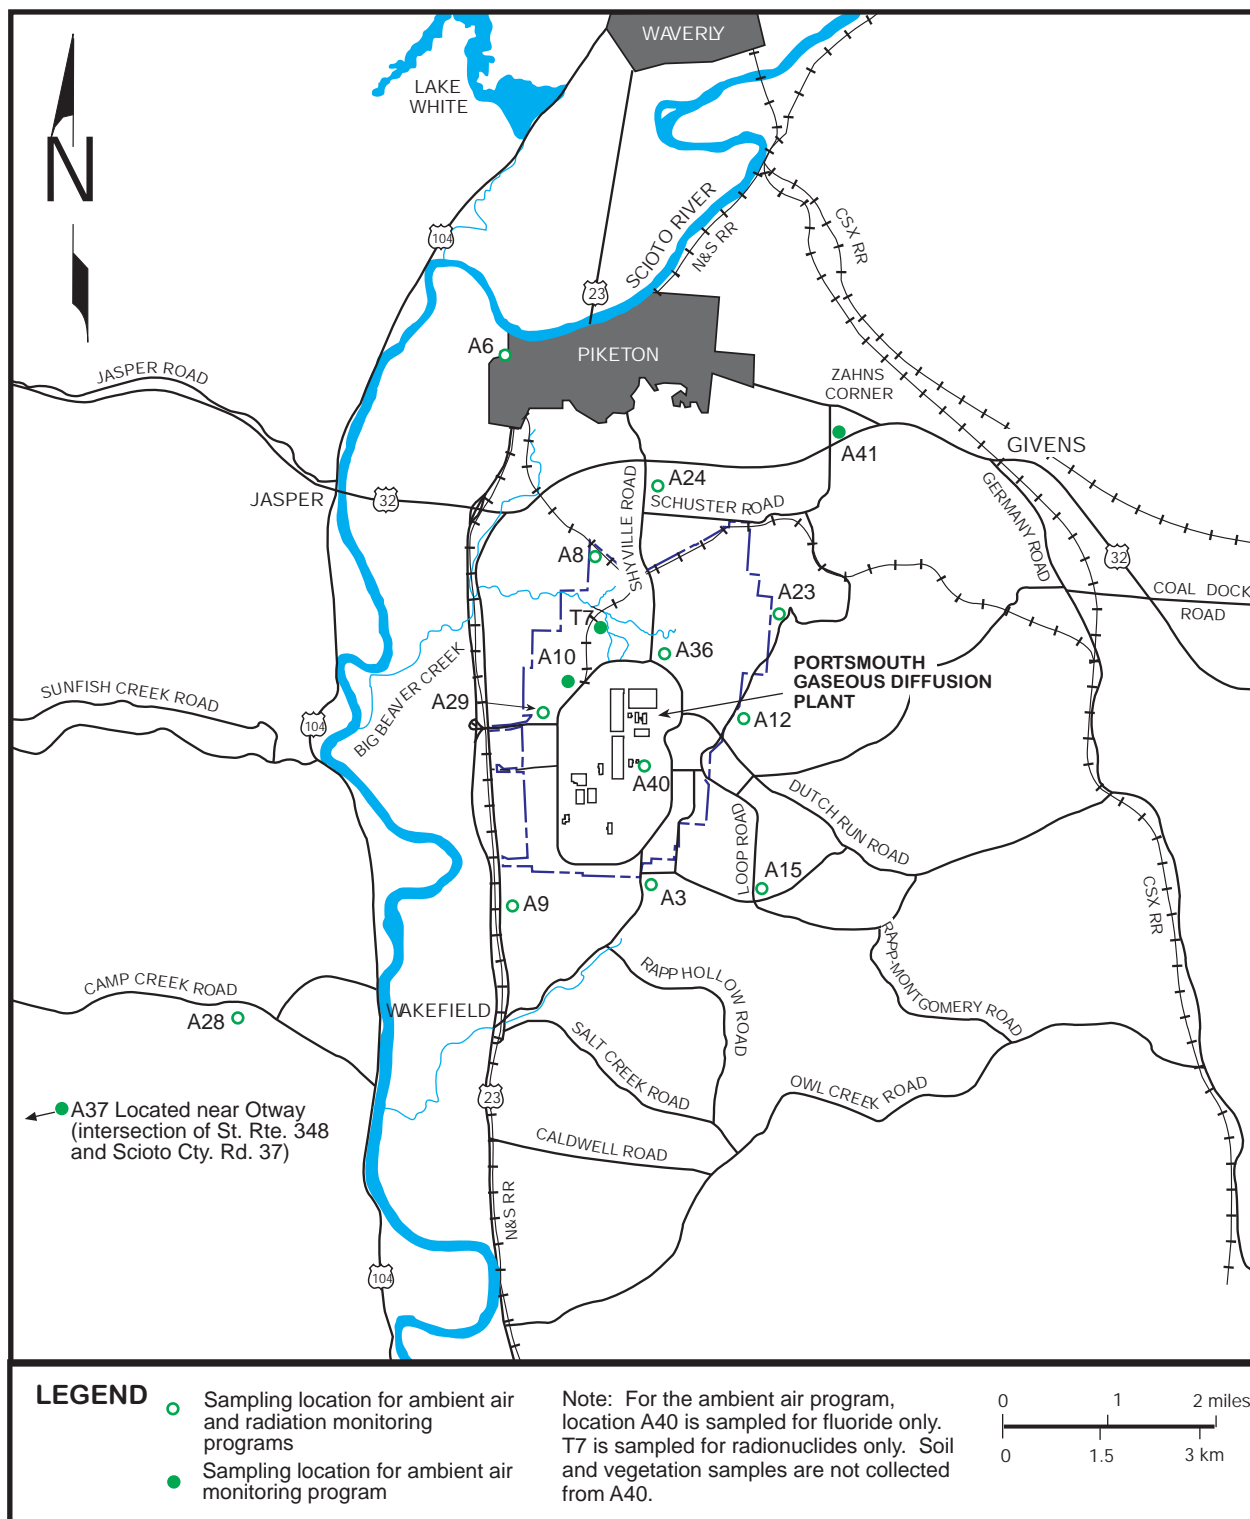 WAVERLY
LAKE
WHITE
N
104
SCIOTO RIVER
N&S RR
CSX RR
23
A6
PIKETON
JASPER ROAD
ZAHNS
CORNER
A41
GIVENS
A24
JASPER
32
SHYVILLE ROAD
SCHUSTER ROAD
GERMANY ROAD
A8
32
COAL DOCK
ROAD
A23
T7
A36
A10
PORTSMOUTH
GASEOUS DIFFUSION
PLANT
SUNFISH CREEK ROAD
104
BIG BEAVER CREEK
A29
A12
A40
LOOP ROAD
DUTCH RUN ROAD
A15
A3
A9
CSX RR
RAPP-MONTGOMERY ROAD
RAPP HOLLOW ROAD
CAMP CREEK ROAD
A28
WAKEFIELD
SALT CREEK ROAD
OWL CREEK ROAD
23
A37 Located near Otway
(intersection of St. Rte. 348
and Scioto Cty. Rd. 37)
CALDWELL ROAD
N&S RR
104
LEGEND
Sampling location for ambient air
and radiation monitoring
programs
Sampling location for ambient air
monitoring program
Note: For the ambient air program,
location A40 is sampled for fluoride only.
T7 is sampled for radionuclides only. Soil
and vegetation samples are not collected
from A40.
0 1 2 miles
0 1.5 3 km